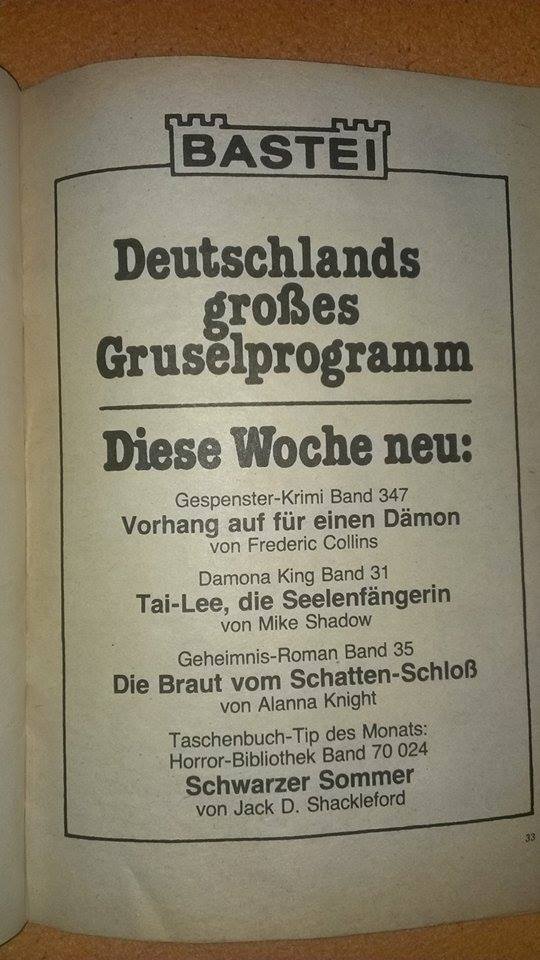 BASTEI
Deutschlands
großes
Gruselprogramm
Diese Woche neu:
Gespenster-Krimi Band 347
Vorhang auf für einen Dämon
von Frederic Collins
Damona King Band 31
Tai-Lee, die Seelenfängerin
von Mike Shadow
Geheimnis-Roman Band 35
Die Braut vom Schatten-Schloß
von Alanna Knight
Taschenbuch-Tip des Monats:
Horror-Bibliothek Band 70 024
Schwarzer Sommer
von Jack D. Shackleford
33